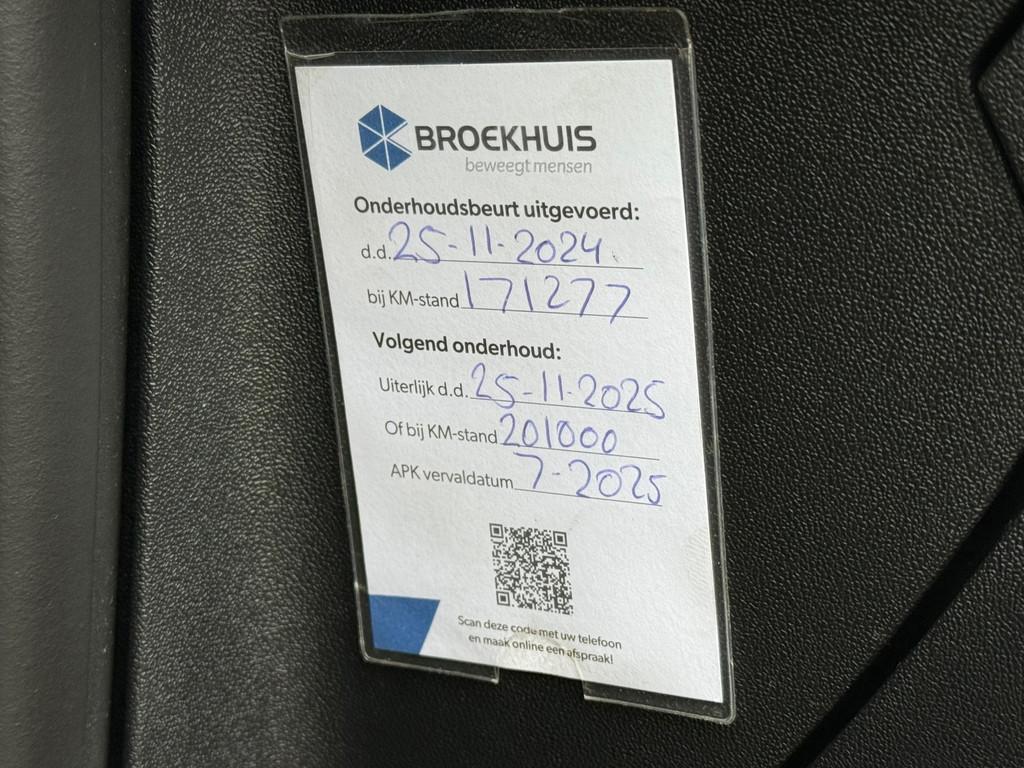 BROEKHUIS
beweegt mensen
Onderhoudsbeurt uitgevoerd:
d.d. 25-11-2024
bij KM-stand 171277
Volgend onderhoud:
Uiterlijk d.d. 25-11-2025
Of bij KM-stand 201000
APK vervaldatum 7-2025
Scan deze code met uw telefoon
en maak online een afspraak!